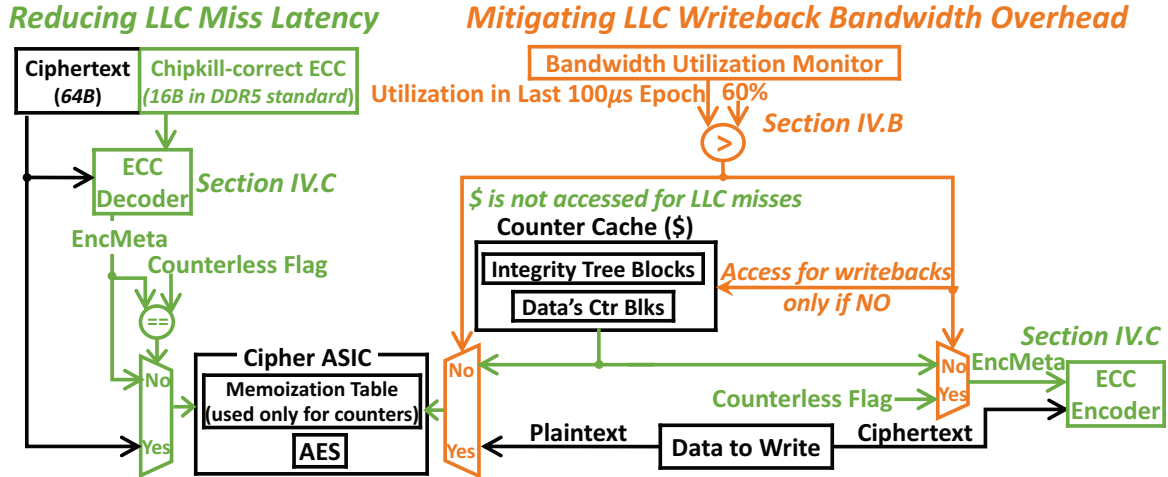 Reducing LLC Miss Latency
Mitigating LLC Writeback Bandwidth Overhead
Ciphertext
(64B)
Chipkill-correct ECC
(16B in DDR5 standard)
Bandwidth Utilization Monitor
Utilization in Last 100μs Epoch
60%
>
Section IV.B
ECC
Decoder
Section IV.C
$ is not accessed for LLC misses
Counter Cache ($)
Integrity Tree Blocks
Data's Ctr Blks
Access for writebacks
only if NO
EncMeta
Counterless Flag
==
No
Yes
Cipher ASIC
Memoization Table
(used only for counters)
AES
No
Yes
Plaintext
Data to Write
Ciphertext
Counterless Flag
No
Yes
EncMeta
Section IV.C
ECC
Encoder